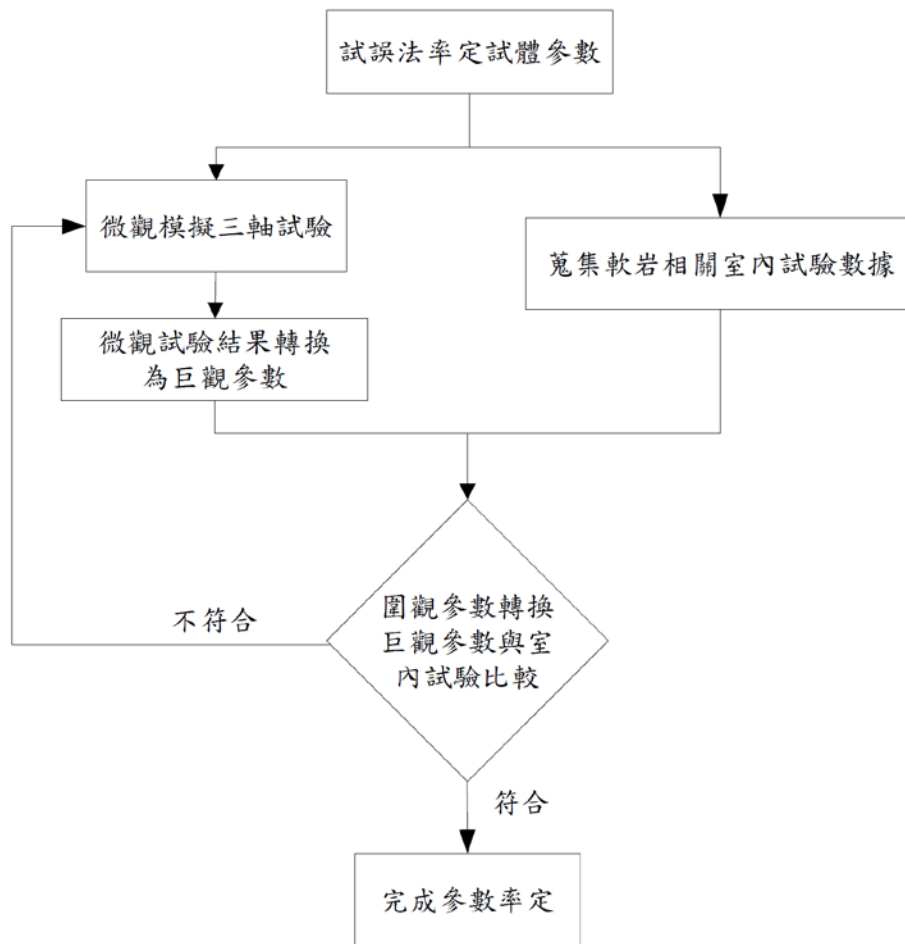 試誤法率定試體參數
微觀模擬三軸試驗
蒐集軟岩相關室內試驗數據
微觀試驗結果轉換
為巨觀參數
不符合
圍觀參數轉換
巨觀參數與室
內試驗比較
符合
完成參數率定